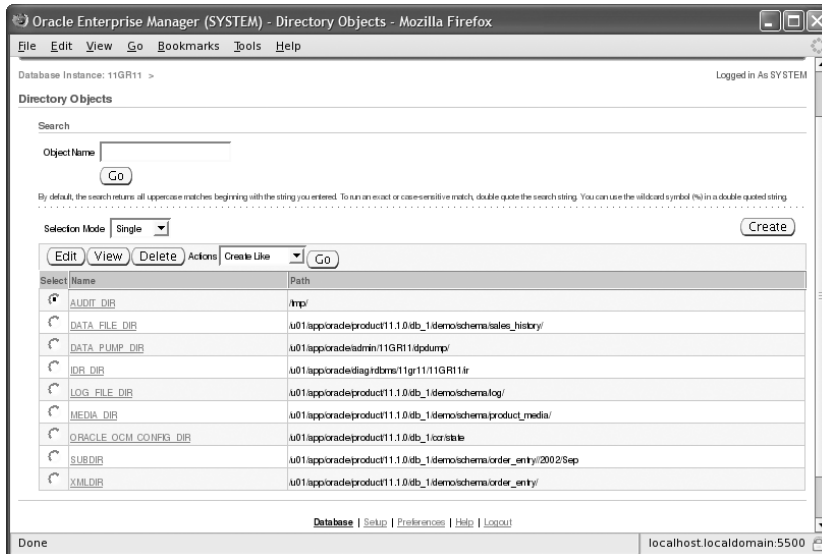 Oracle Enterprise Manager (SYSTEM) - Directory Objects - Mozilla Firefox
File Edit View Go Bookmarks Tools Help
Database Instance: 11GR11 > Logged in As SYSTEM
Directory Objects
Search
Object Name
Go
By default, the search returns all uppercase matches beginning with the string you entered. To run an exact or case-sensitive match, double quote the search string. You can use the wildcard symbol (%) in a double quoted string.
Selection Mode Single Create
Edit View Delete Actions Create Like Go
Select Name Path
AUDIT_DIR /tmp/
DATA_FILE_DIR /u01/app/oracle/product/11.1.0/db_1/demo/schema/sales_history/
DATA_PUMP_DIR /u01/app/oracle/admin/11GR11/dpdump/
IDR_DIR /u01/app/oracle/diag/rdbms/11gr11/11GR11/ir
LOG_FILE_DIR /u01/app/oracle/product/11.1.0/db_1/demo/schema/log/
MEDIA_DIR /u01/app/oracle/product/11.1.0/db_1/demo/schema/product_media/
ORACLE_OCM_CONFIG_DIR /u01/app/oracle/product/11.1.0/db_1/ccr/state
SUBDIR /u01/app/oracle/product/11.1.0/db_1/demo/schema/order_entry//2002/Sep
XMLDIR /u01/app/oracle/product/11.1.0/db_1/demo/schema/order_entry/
Database | Setup | Preferences | Help | Logout
Done localhost.localdomain:5500